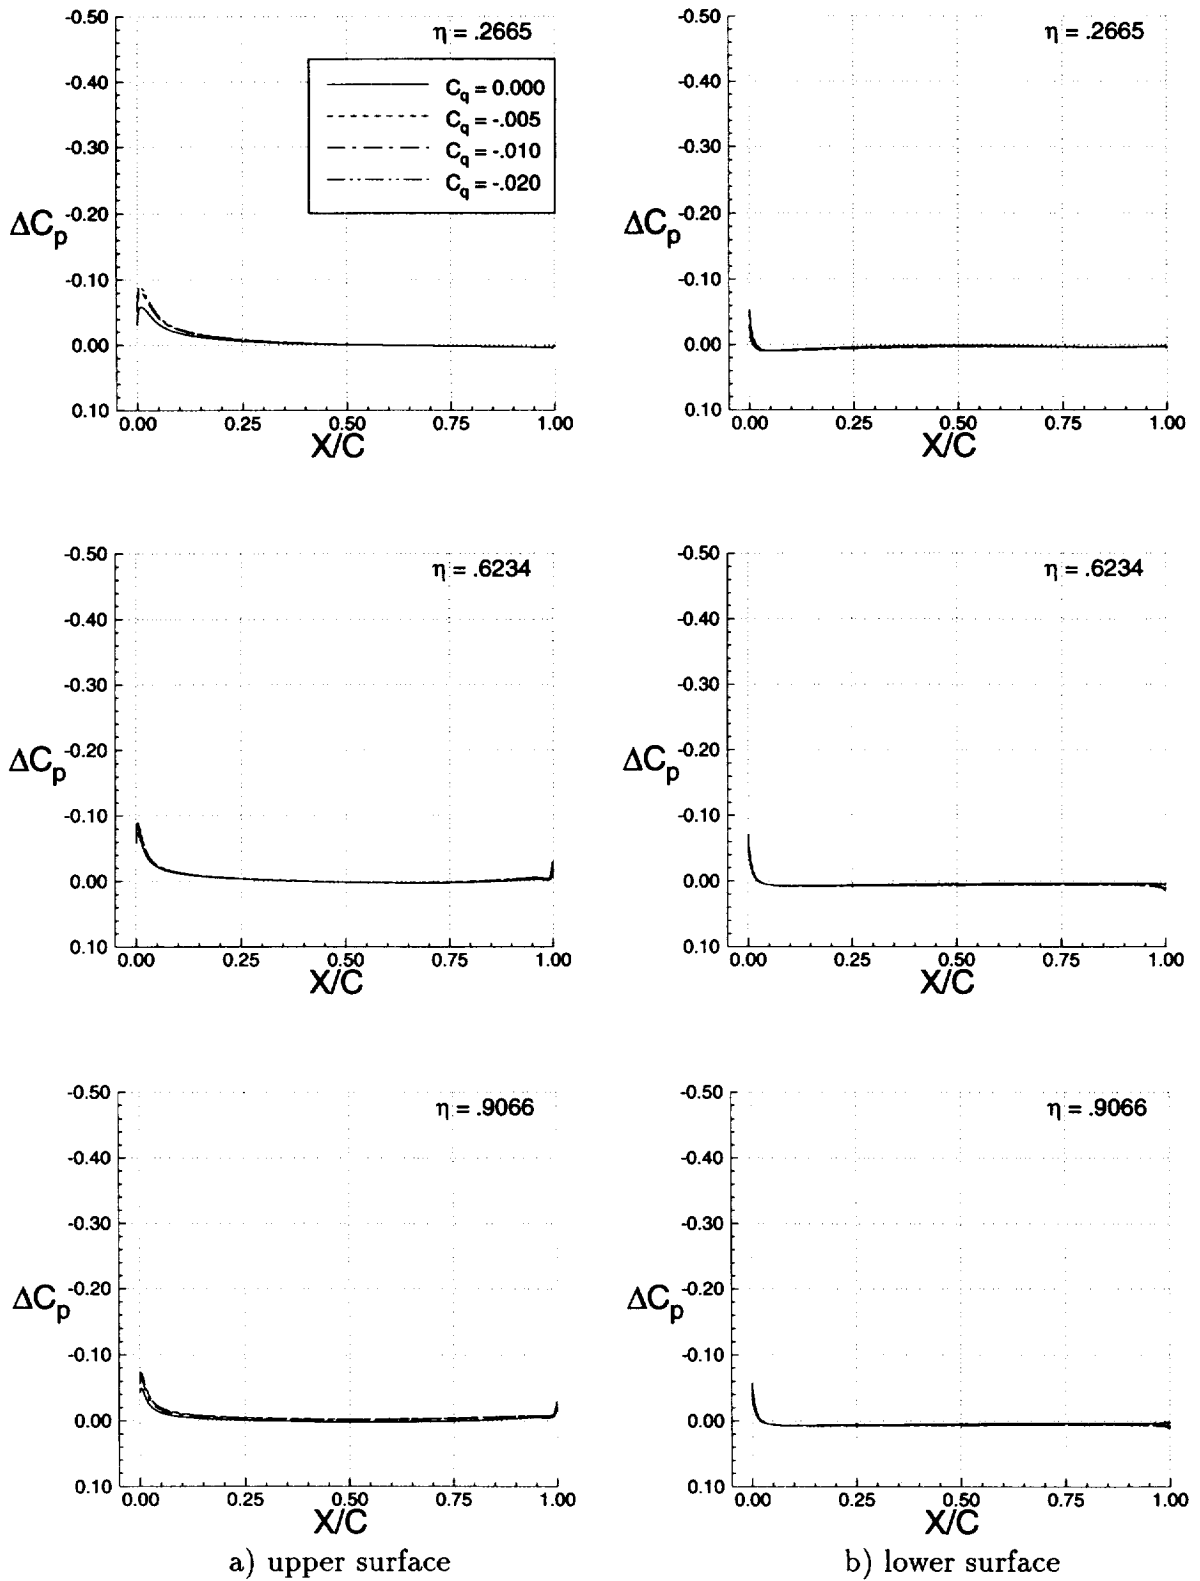 -0.50
η = .2665
-0.40
C_q = 0.000
C_q = -.005
-0.30
C_q = -.010
C_q = -.020
-0.20
ΔC_p
-0.10
0.00
0.10
0.00 0.25 0.50 0.75 1.00
X/C
-0.50
η = .2665
-0.40
-0.30
-0.20
ΔC_p
-0.10
0.00
0.10
0.00 0.25 0.50 0.75 1.00
X/C
-0.50
η = .6234
-0.40
-0.30
-0.20
ΔC_p
-0.10
0.00
0.10
0.00 0.25 0.50 0.75 1.00
X/C
-0.50
η = .6234
-0.40
-0.30
-0.20
ΔC_p
-0.10
0.00
0.10
0.00 0.25 0.50 0.75 1.00
X/C
-0.50
η = .9066
-0.40
-0.30
-0.20
ΔC_p
-0.10
0.00
0.10
0.00 0.25 0.50 0.75 1.00
X/C
a) upper surface
-0.50
η = .9066
-0.40
-0.30
-0.20
ΔC_p
-0.10
0.00
0.10
0.00 0.25 0.50 0.75 1.00
X/C
b) lower surface